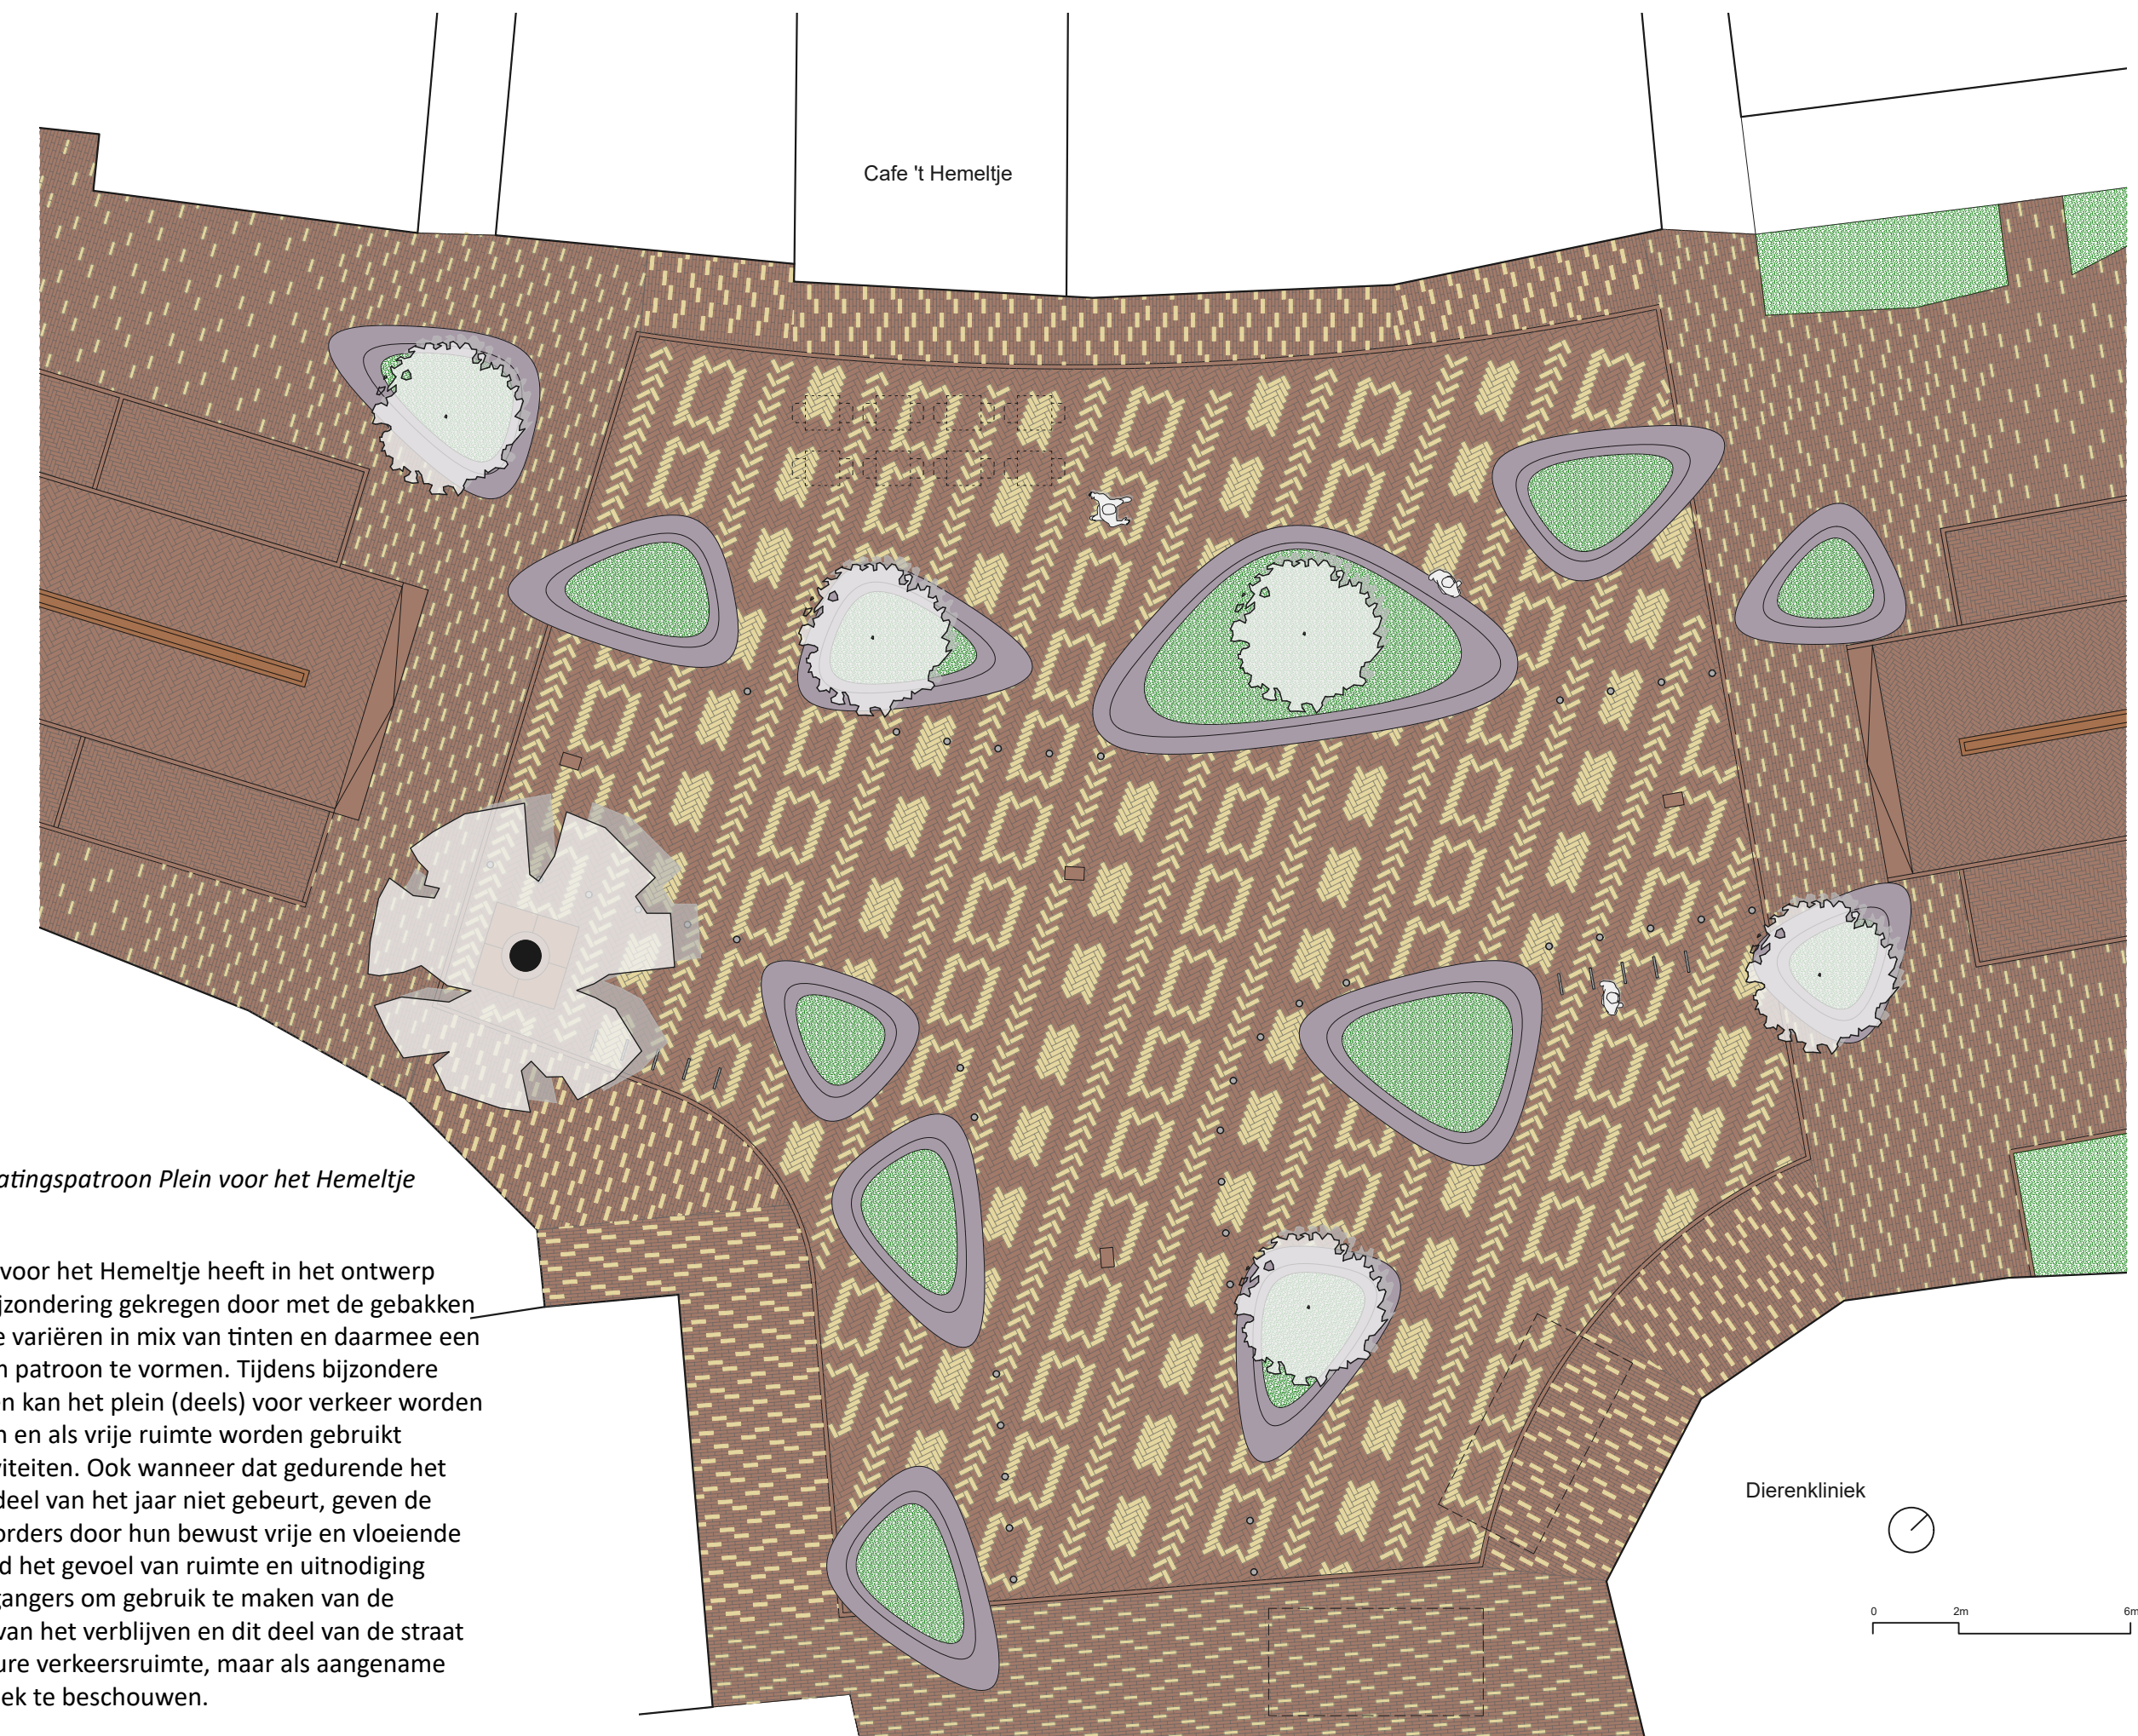 Cafe 't Hemeltje
atingspatroon Plein voor het Hemeltje
voor het Hemeltje heeft in het ontwerp
jzondering gekregen door met de gebakken
e variëren in mix van tinten en daarmee een
n patroon te vormen. Tijdens bijzondere
en kan het plein (deels) voor verkeer worden
n en als vrije ruimte worden gebruikt
viteiten. Ook wanneer dat gedurende het
deel van het jaar niet gebeurt, geven de
orders door hun bewust vrije en vloeiende
d het gevoel van ruimte en uitnodiging
gangers om gebruik te maken van de
van het verblijven en dit deel van de straat
ure verkeersruimte, maar als aangename
ek te beschouwen.
Dierenkliniek
0 2m 6m